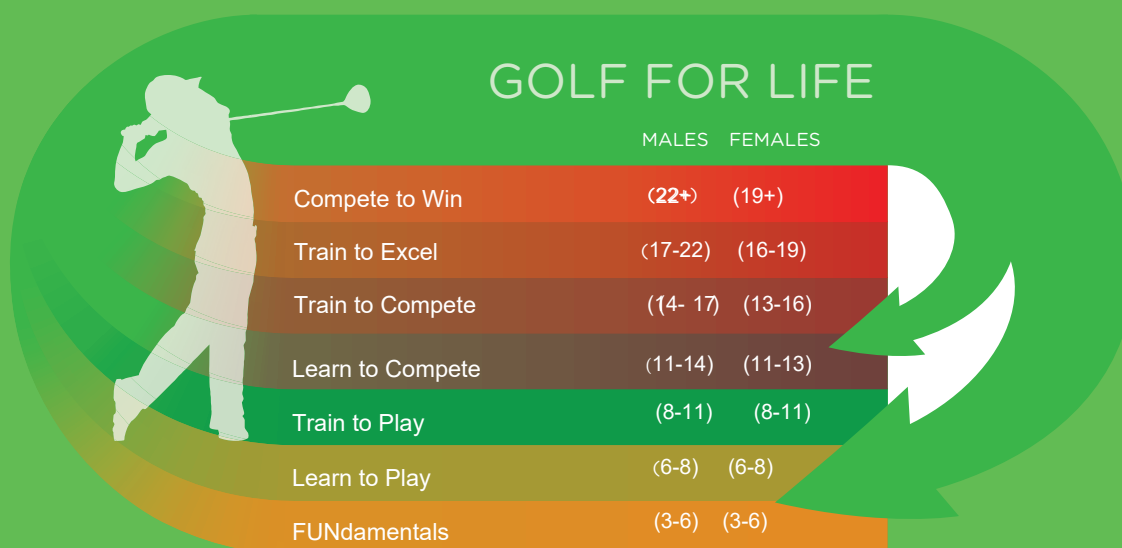 GOLF FOR LIFE
MALES FEMALES
Compete to Win (22+) (19+)
Train to Excel (17-22) (16-19)
Train to Compete (14- 17) (13-16)
Learn to Compete (11-14) (11-13)
Train to Play (8-11) (8-11)
Learn to Play (6-8) (6-8)
FUNdamentals (3-6) (3-6)